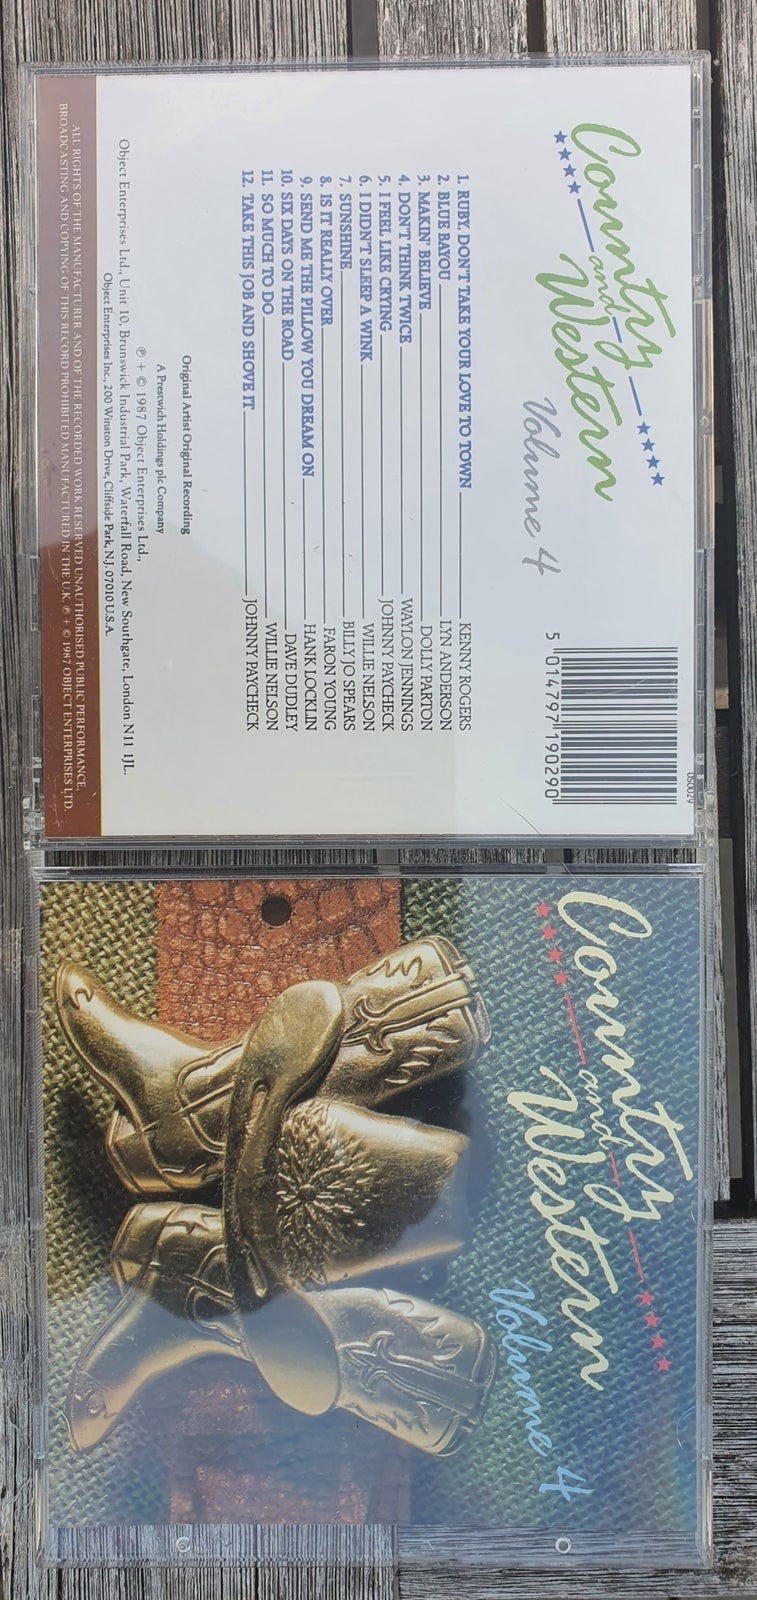 Country
and
Western
Volume 4
5 014797 190290
US0029
1. RUBY, DON'T TAKE YOUR LOVE TO TOWN KENNY ROGERS
2. BLUE BAYOU LYN ANDERSON
3. MAKIN' BELIEVE DOLLY PARTON
4. DON'T THINK TWICE WAYLON JENNINGS
5. I FEEL LIKE CRYING JOHNNY PAYCHECK
6. I DIDN'T SLEEP A WINK WILLIE NELSON
7. SUNSHINE BILLY JO SPEARS
8. IS IT REALLY OVER FARON YOUNG
9. SEND ME THE PILLOW YOU DREAM ON HANK LOCKLIN
10. SIX DAYS ON THE ROAD DAVE DUDLEY
11. SO MUTCH TO DO WILLIE NELSON
12. TAKE THIS JOB AND SHOVE IT JOHNNY PAYCHECK
Original Artist Original Recording
A Prestwich Holdings plc Company
℗ + © 1987 Object Enterprises Ltd.,
Object Enterprises Ltd., Unit 10, Brunswick Industrial Park, Waterfall Road, New Southgate, London N11 1JL.
Object Enterprises Inc., 200 Winston Drive, Cliffside Park, N.J. 07010 U.S.A.
ALL RIGHTS OF THE MANUFACTURER AND OF THE RECORDED WORK RESERVED UNAUTHORISED PUBLIC PERFORMANCE,
BROADCASTING AND COPYING OF THIS RECORD PROHIBITED MANUFACTURED IN THE U.K. ℗ + © 1987 OBJECT ENTERPRISES LTD.
Country
and
Western
Volume 4